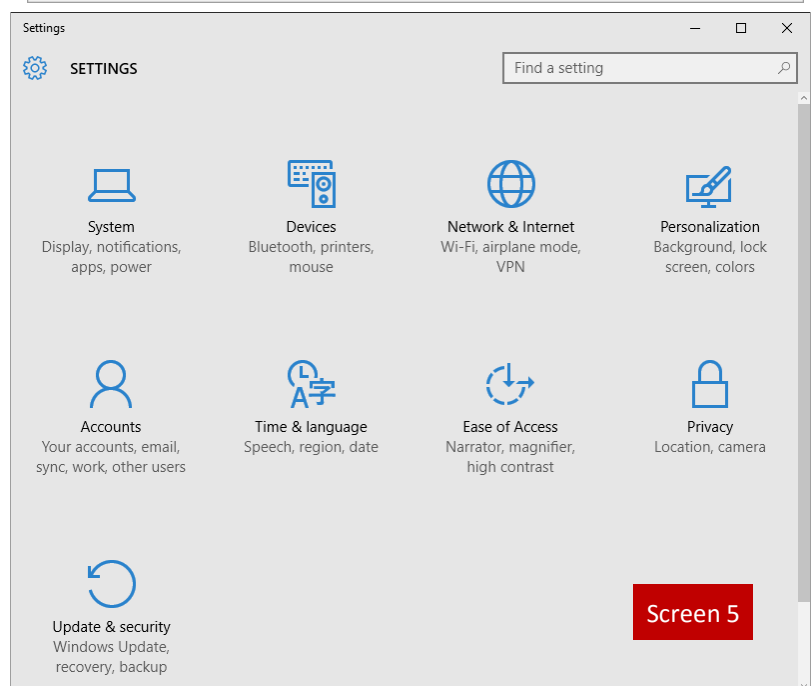 Settings
SETTINGS
Find a setting
System
Display, notifications,
apps, power
Devices
Bluetooth, printers,
mouse
Network & Internet
Wi-Fi, airplane mode,
VPN
Personalization
Background, lock
screen, colors
Accounts
Your accounts, email,
sync, work, other users
Time & language
Speech, region, date
Ease of Access
Narrator, magnifier,
high contrast
Privacy
Location, camera
Update & security
Windows Update,
recovery, backup
Screen 5